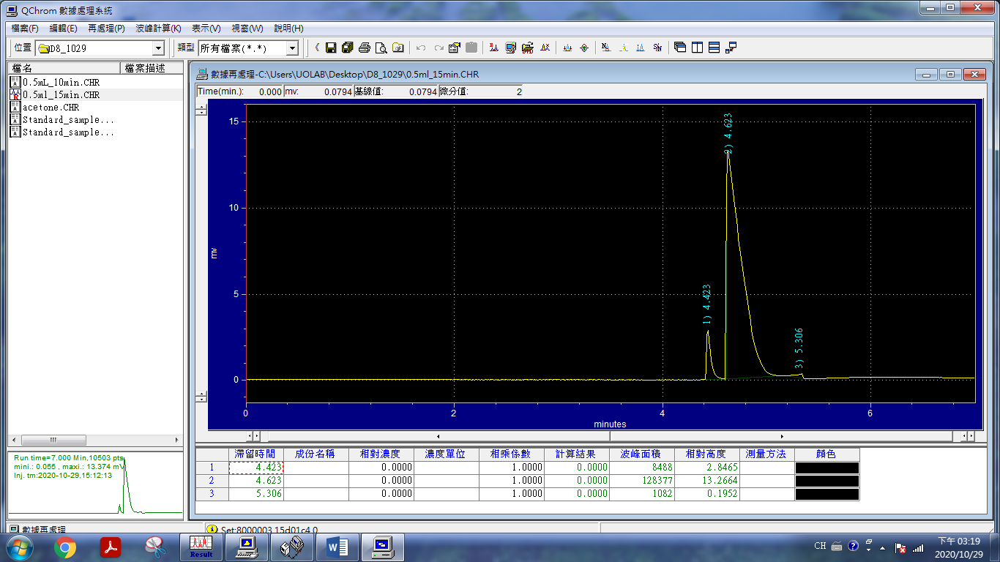 QChrom 數據處理系統
檔案(F) 編輯(E) 再處理(P) 波峰計算(K) 表示(V) 視窗(W) 說明(H)
位置 D8_1029 類型 所有檔案(*.*)
檔名 檔案描述
0.5mL_10min.CHR
0.5ml_15min.CHR
acetone.CHR
Standard_sample...
Standard_sample...
Run time=7.000 Min,10503 pts
mini.: 0.055 , maxi.: 13.374 mV
Inj. tm:2020-10-29,15:12:13
數據再處理-C:\Users\UOLAB\Desktop\D8_1029\0.5ml_15min.CHR
Time(min.): 0.000 mv: 0.0794 基線值: 0.0794 微分值: 2
15
10
5
0
mv
1) 4.423
2) 4.623
3) 5.306
0 2 4 6
minutes
滯留時間 成份名稱 相對濃度 濃度單位 相乘係數 計算結果 波峰面積 相對高度 測量方法 顏色
1 4.423 0.0000 1.0000 0.0000 8488 2.8465
2 4.623 0.0000 1.0000 0.0000 128377 13.2664
3 5.306 0.0000 1.0000 0.0000 1082 0.1952
數據再處理 Set:8000003,15d01c4,0
Result
CH
下午 03:19
2020/10/29